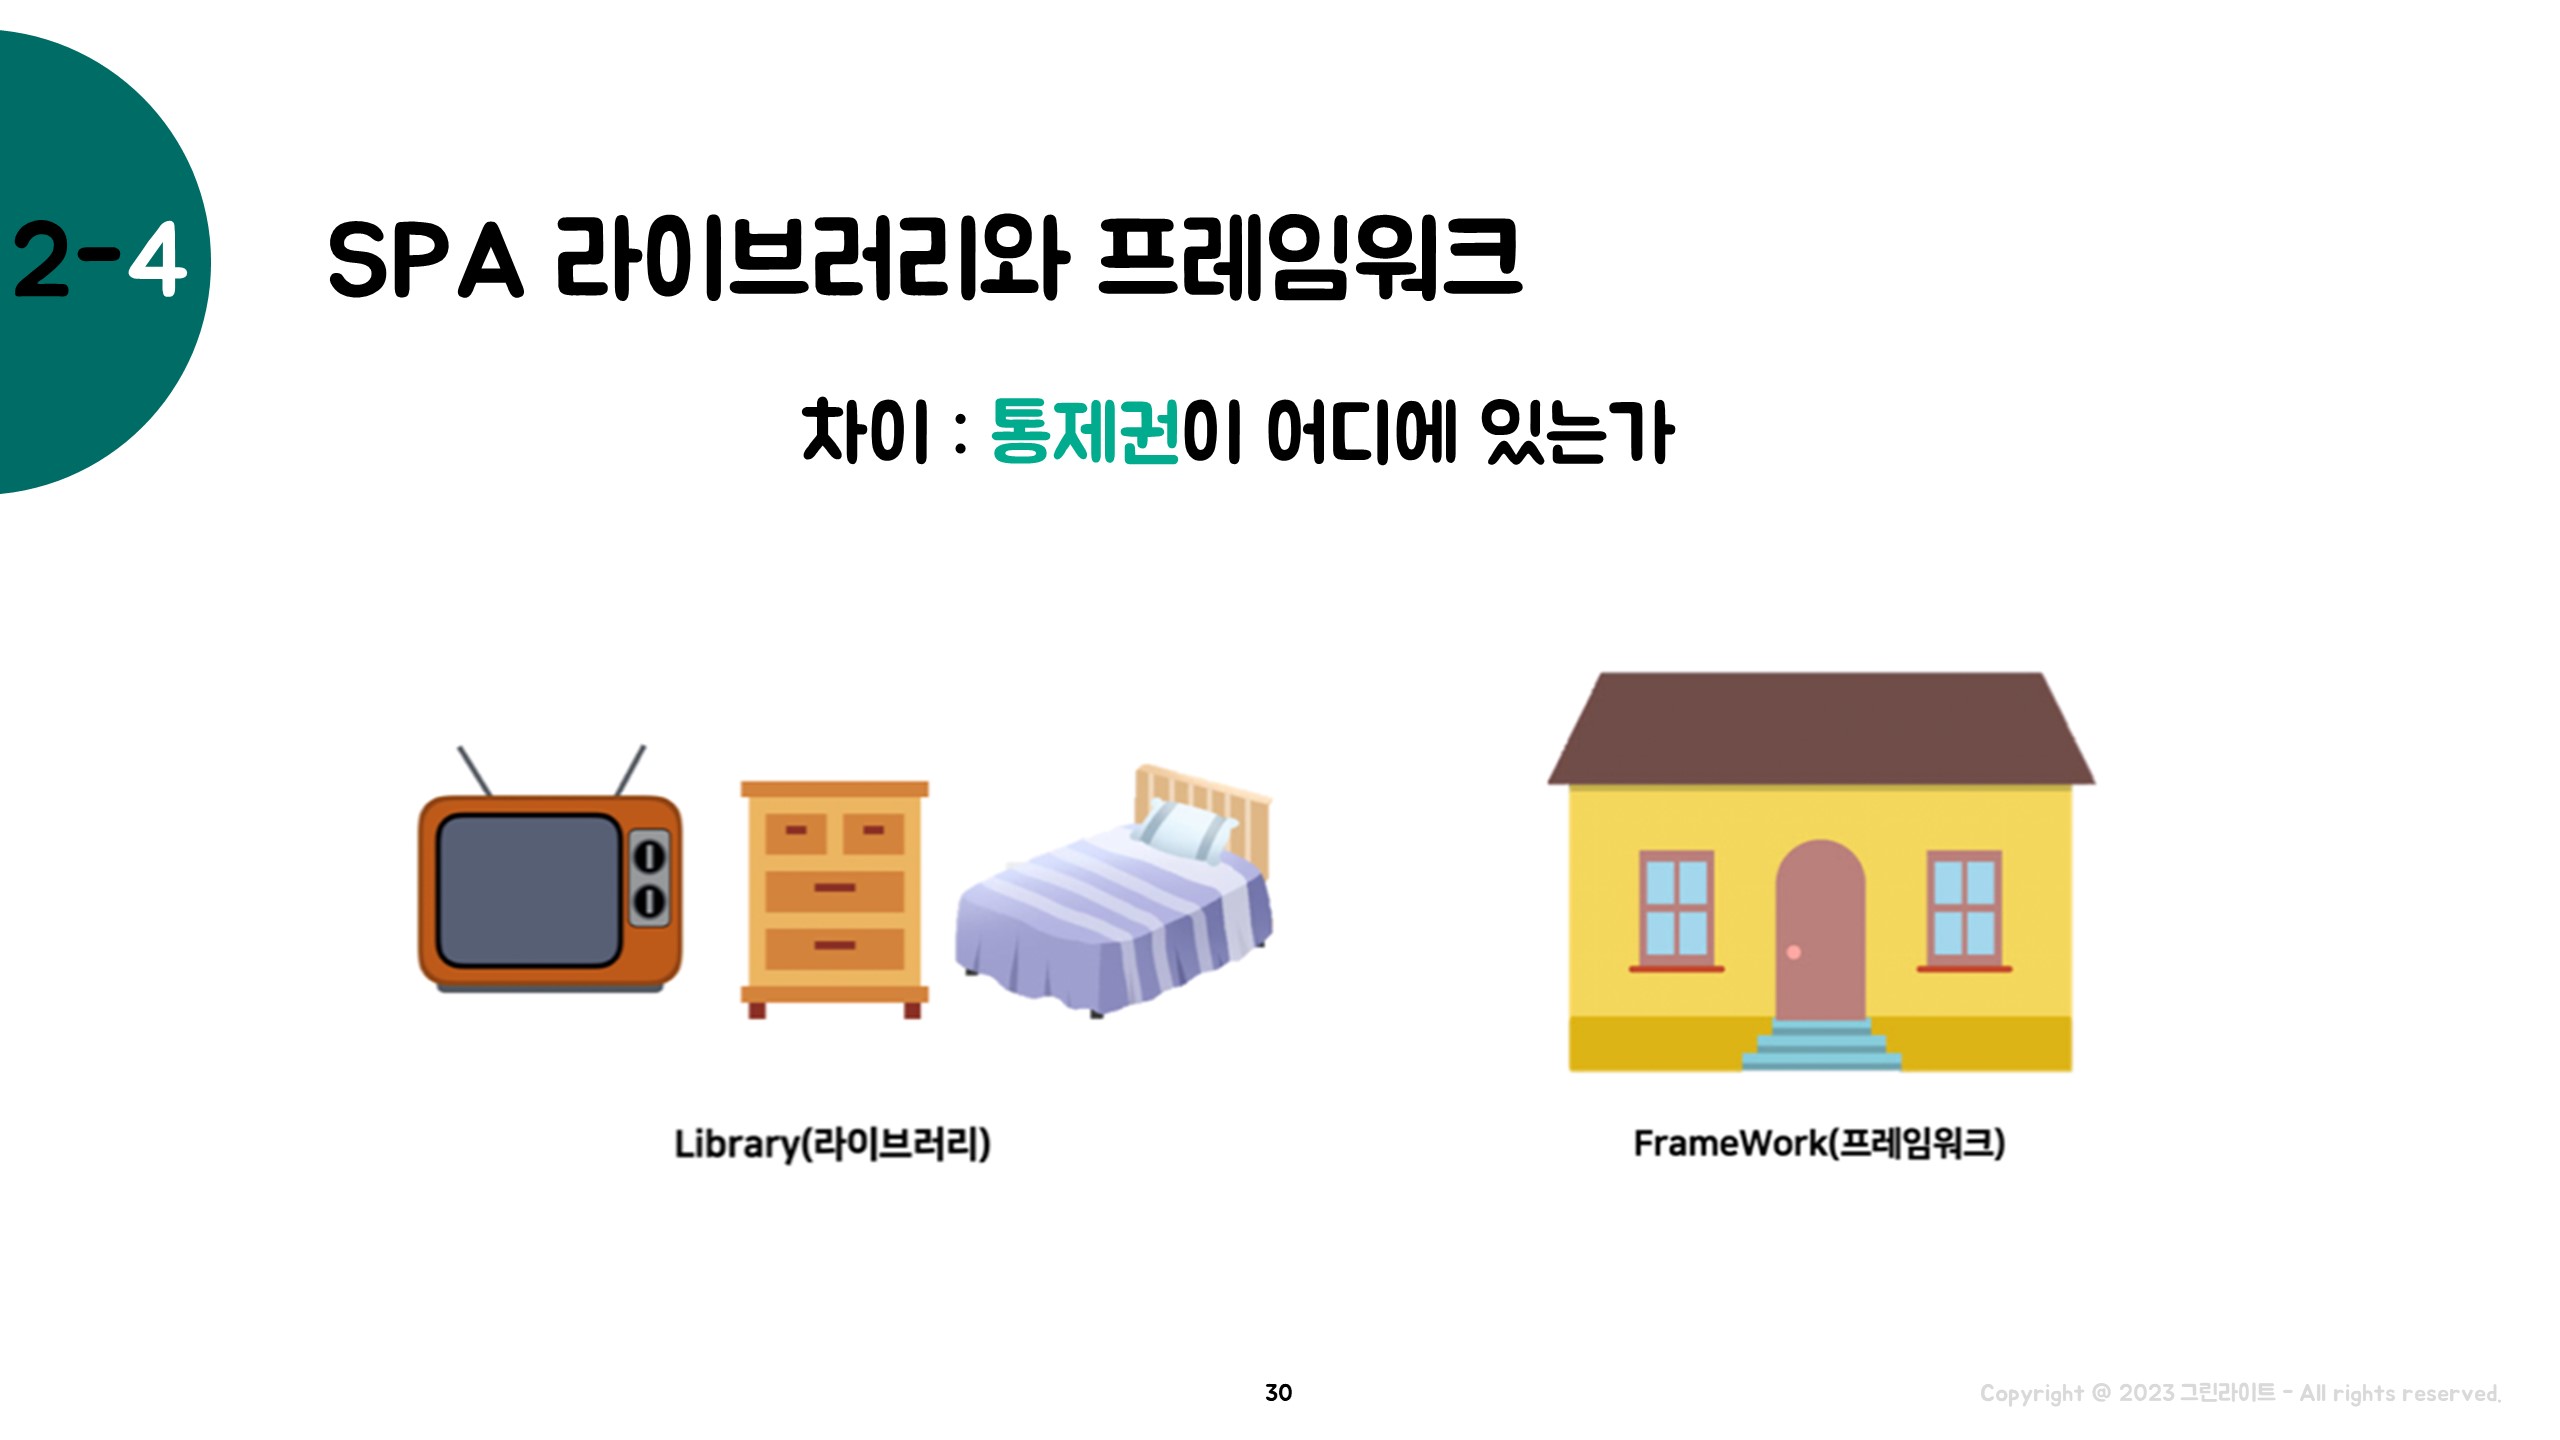 2-4
SPA 라이브러리와 프레임워크
차이 : 통제권이 어디에 있는가
Library(라이브러리)
FrameWork(프레임워크)
30
Copyright @ 2023 그린라이트 - All rights reserved.